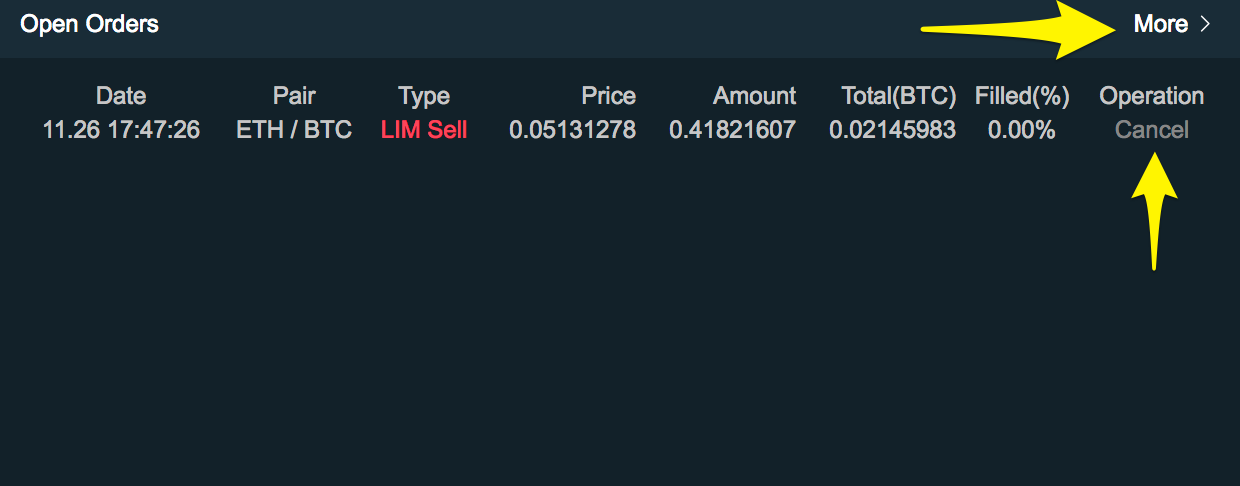 Open Orders More >
Date Pair Type Price Amount Total(BTC) Filled(%) Operation
11.26 17:47:26 ETH / BTC LIM Sell 0.05131278 0.41821607 0.02145983 0.00% Cancel